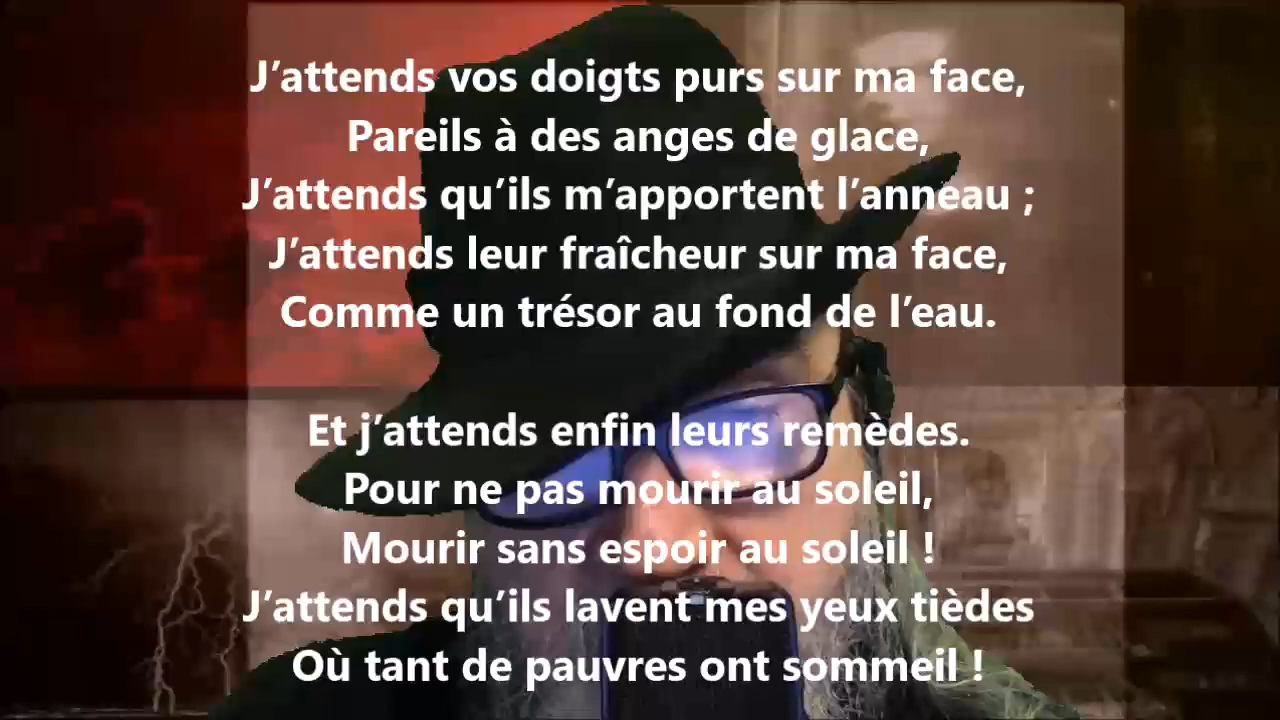 J’attends vos doigts purs sur ma face,
Pareils à des anges de glace,
J’attends qu’ils m’apportent l’anneau ;
J’attends leur fraîcheur sur ma face,
Comme un trésor au fond de l’eau.
Et j’attends enfin leurs remèdes.
Pour ne pas mourir au soleil,
Mourir sans espoir au soleil !
J’attends qu’ils lavent mes yeux tièdes
Où tant de pauvres ont sommeil !